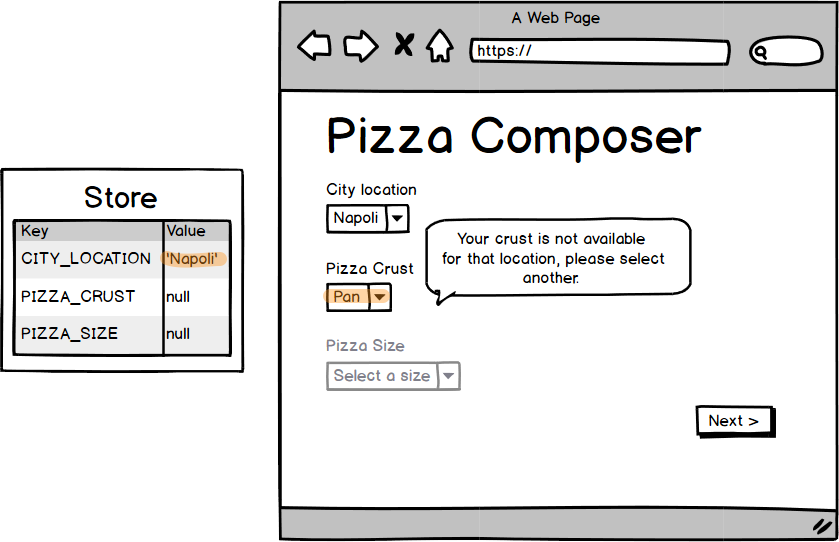 A Web Page
https://
Pizza Composer
City location
Napoli
Your crust is not available
for that location, please select
another.
Pizza Crust
Pan
Pizza Size
Select a size
Next >
Store
Key Value
CITY_LOCATION 'Napoli'
PIZZA_CRUST null
PIZZA_SIZE null